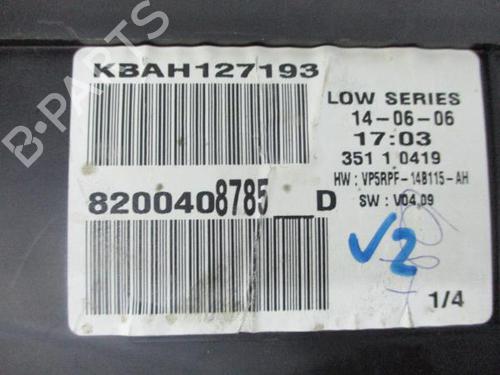 B-PARTS
KBAH127193
LOW SERIES
14-06-06
17:03
351 1 0419
HW : VP5RPF-14B115-AH
SW : V04.09
8200408785__D
V2
1/4